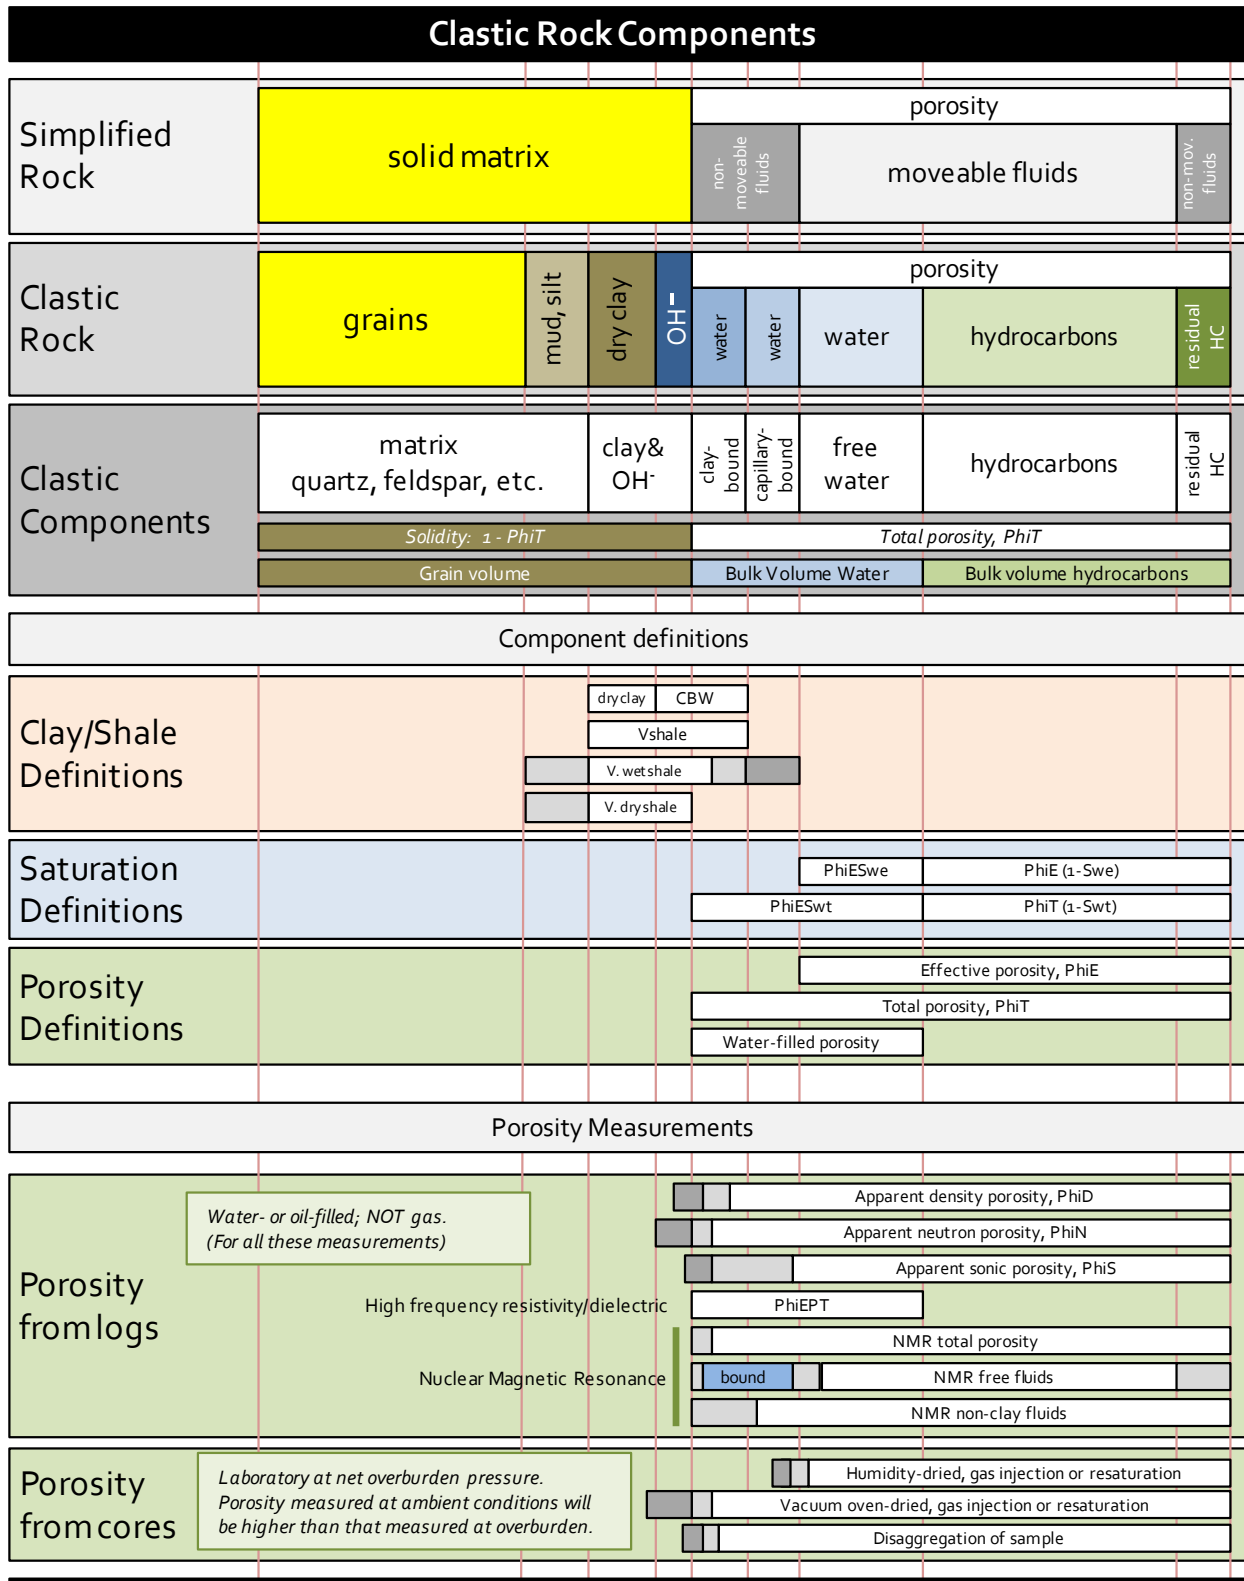 Clastic Rock Components
Simplified
Rock
solid matrix
porosity
non-
moveable
fluids
moveable fluids
non-mov.
fluids
Clastic
Rock
grains
mud, silt
dry clay
OH-
porosity
water
water
water
hydrocarbons
residual
HC
Clastic
Components
matrix
quartz, feldspar, etc.
clay&
OH-
clay-
bound
capillary-
bound
free
water
hydrocarbons
residual
HC
Solidity: 1 - PhiT
Total porosity, PhiT
Grain volume
Bulk Volume Water
Bulk volume hydrocarbons
Component definitions
Clay/Shale
Definitions
dry clay
CBW
Vshale
V. wet shale
V. dry shale
Saturation
Definitions
PhiESwe
PhiE (1-Swe)
PhiESwt
PhiT (1-Swt)
Porosity
Definitions
Effective porosity, PhiE
Total porosity, PhiT
Water-filled porosity
Porosity Measurements
Porosity
from logs
Water- or oil-filled; NOT gas.
(For all these measurements)
Apparent density porosity, PhiD
Apparent neutron porosity, PhiN
Apparent sonic porosity, PhiS
High frequency resistivity/dielectric
PhiEPT
NMR total porosity
Nuclear Magnetic Resonance
bound
NMR free fluids
NMR non-clay fluids
Porosity
from cores
Laboratory at net overburden pressure.
Porosity measured at ambient conditions will
be higher than that measured at overburden.
Humidity-dried, gas injection or resaturation
Vacuum oven-dried, gas injection or resaturation
Disaggregation of sample